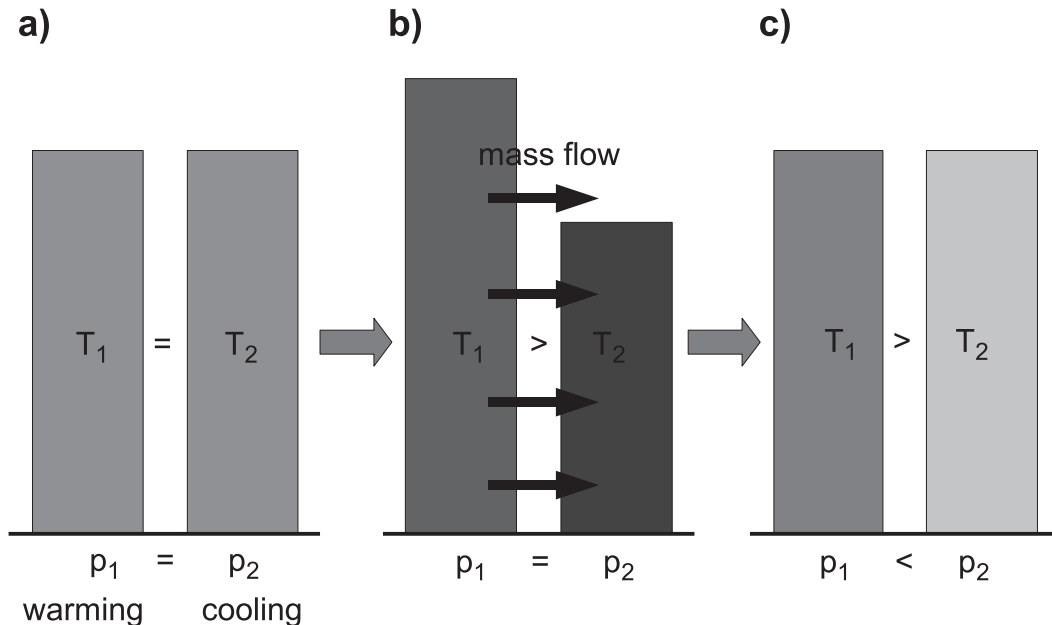 a)
T₁ = T₂
p₁ = p₂
warming cooling
b)
mass flow
T₁ > T₂
p₁ = p₂
c)
T₁ > T₂
p₁ < p₂